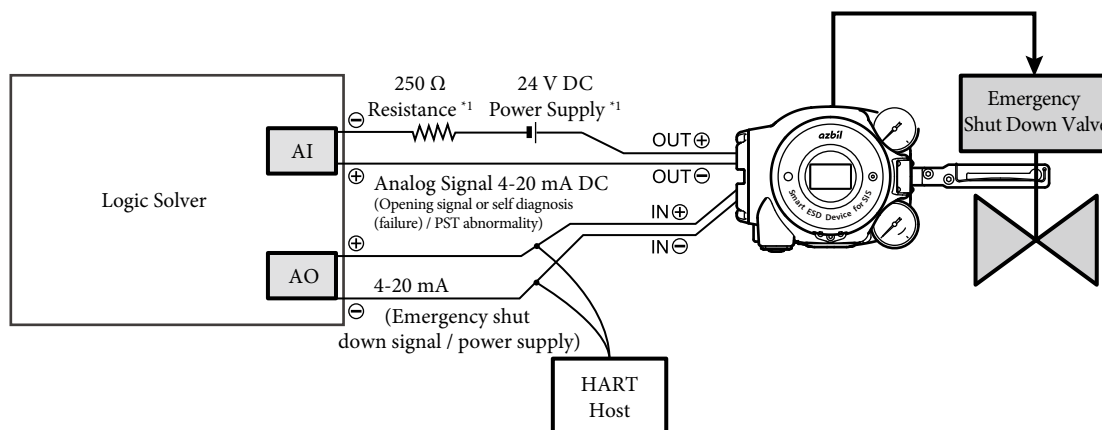 250 Ω
Resistance *1
24 V DC
Power Supply *1
⊖
AI
⊕
OUT⊕
OUT⊖
Logic Solver
Analog Signal 4-20 mA DC
(Opening signal or self diagnosis
(failure) / PST abnormality)
IN⊕
IN⊖
⊕
AO
⊖
4-20 mA
(Emergency shut
down signal / power supply)
HART
Host
azbil
Smart ESD Device for SIS
Emergency
Shut Down Valve